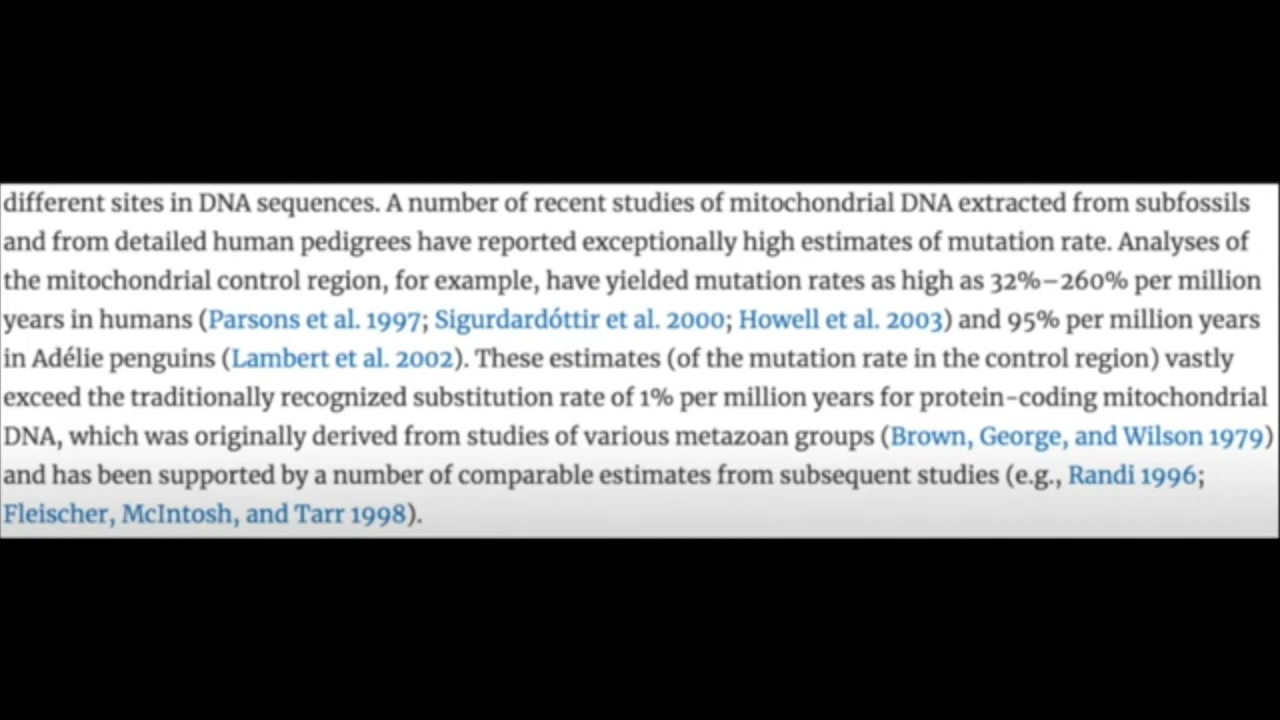 different sites in DNA sequences. A number of recent studies of mitochondrial DNA extracted from subfossils
and from detailed human pedigrees have reported exceptionally high estimates of mutation rate. Analyses of
the mitochondrial control region, for example, have yielded mutation rates as high as 32%–260% per million
years in humans (Parsons et al. 1997; Sigurdardóttir et al. 2000; Howell et al. 2003) and 95% per million years
in Adélie penguins (Lambert et al. 2002). These estimates (of the mutation rate in the control region) vastly
exceed the traditionally recognized substitution rate of 1% per million years for protein-coding mitochondrial
DNA, which was originally derived from studies of various metazoan groups (Brown, George, and Wilson 1979)
and has been supported by a number of comparable estimates from subsequent studies (e.g., Randi 1996;
Fleischer, McIntosh, and Tarr 1998).